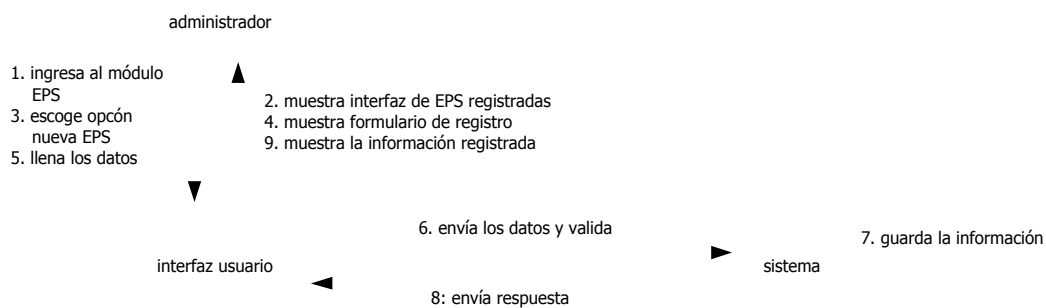 administrador
1. ingresa al módulo
EPS
3. escoge opcón
nueva EPS
5. llena los datos
2. muestra interfaz de EPS registradas
4. muestra formulario de registro
9. muestra la información registrada
6. envía los datos y valida
7. guarda la información
interfaz usuario
sistema
8: envía respuesta